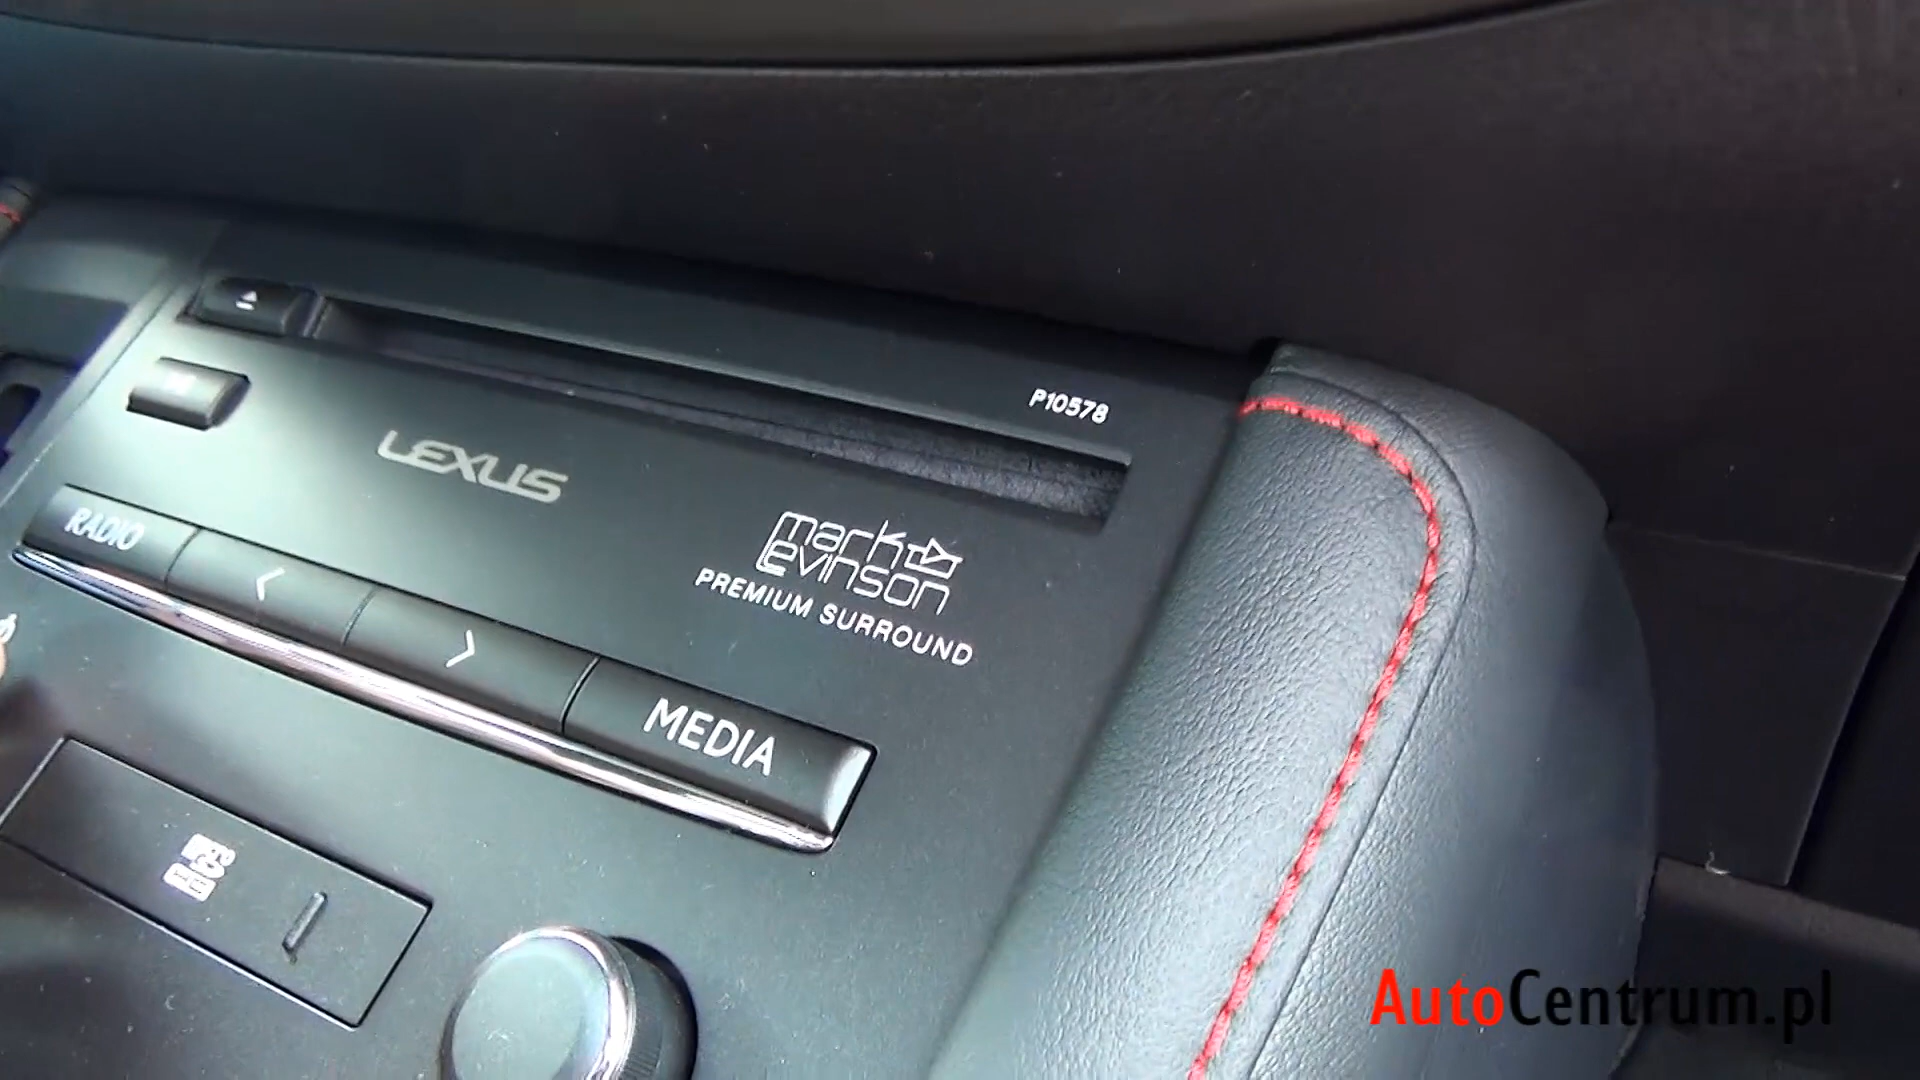 P10578
LEXUS
mark
Levinson
PREMIUM SURROUND
RADIO
< >
MEDIA
AutoCentrum.pl